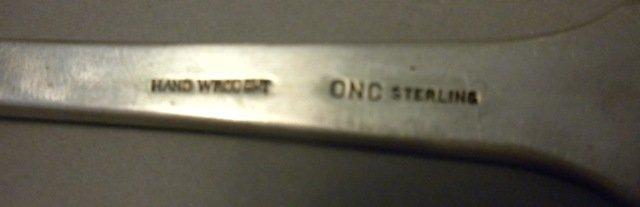 HAND WROUGHT ONC STERLING